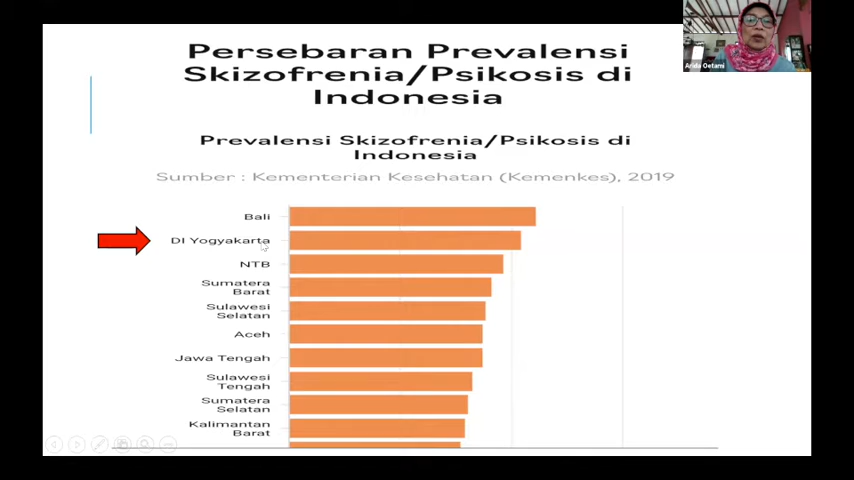 Persebaran Prevalensi
Skizofrenia/Psikosis di
Indonesia
Prevalensi Skizofrenia/Psikosis di
Indonesia
Sumber : Kementerian Kesehatan (Kemenkes), 2019
Bali
DI Yogyakarta
NTB
Sumatera
Barat
Sulawesi
Selatan
Aceh
Jawa Tengah
Sulawesi
Tengah
Sumatera
Selatan
Kalimantan
Barat
Arida Oetami